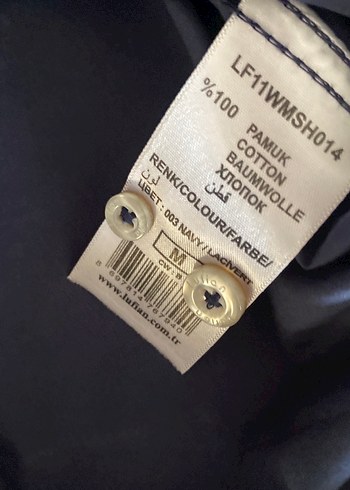 LF11WMSH014
%100
PAMUK
COTTON
BAUMWOLLE
ХЛОПОК
قطن
RENK/COLOUR/FARBE/
لون
ЦВЕТ: 003 NAVY / LACİVERT
M
www.lufian.com.tr